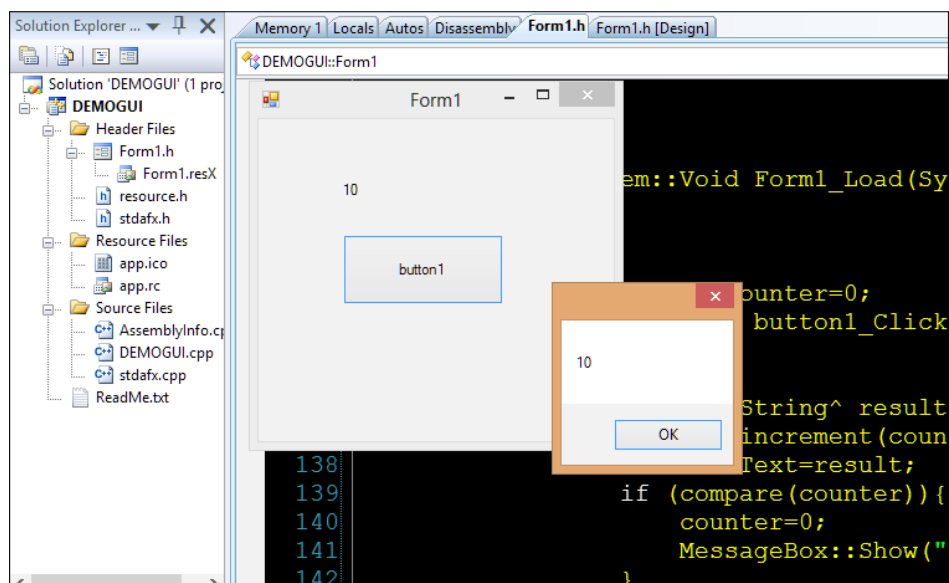 Solution Explorer ...
Solution 'DEMOGUI' (1 proj
DEMOGUI
Header Files
Form1.h
Form1.resX
resource.h
stdafx.h
Resource Files
app.ico
app.rc
Source Files
AssemblyInfo.cp
DEMOGUI.cpp
stdafx.cpp
ReadMe.txt
Memory 1 Locals Autos Disassembly Form1.h Form1.h [Design]
DEMOGUI::Form1
Form1
10
button1
em::Void Form1_Load(Sy
ounter=0;
button1_Click
10
OK
String^ result
increment(coun
138 Text=result;
139 if (compare(counter)){
140 counter=0;
141 MessageBox::Show("
142 }